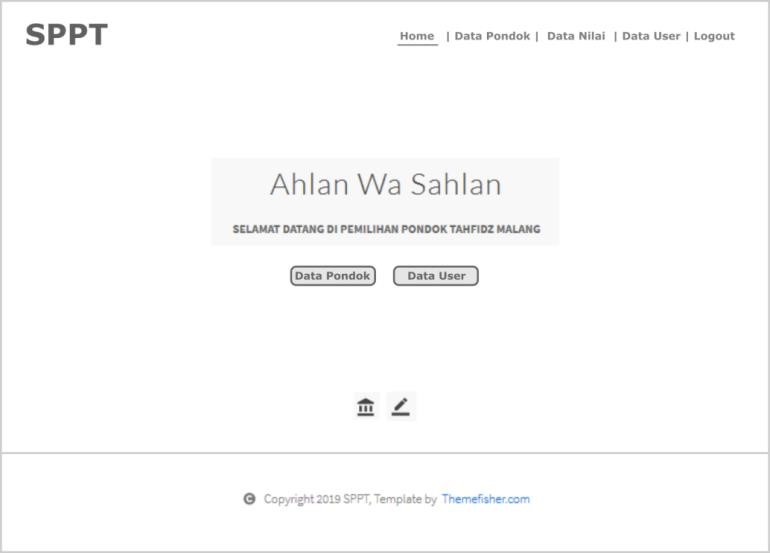 SPPT
Home | Data Pondok | Data Nilai | Data User | Logout
Ahlan Wa Sahlan
SELAMAT DATANG DI PEMILIHAN PONDOK TAHFIDZ MALANG
Data Pondok Data User
© Copyright 2019 SPPT, Template by Themefisher.com